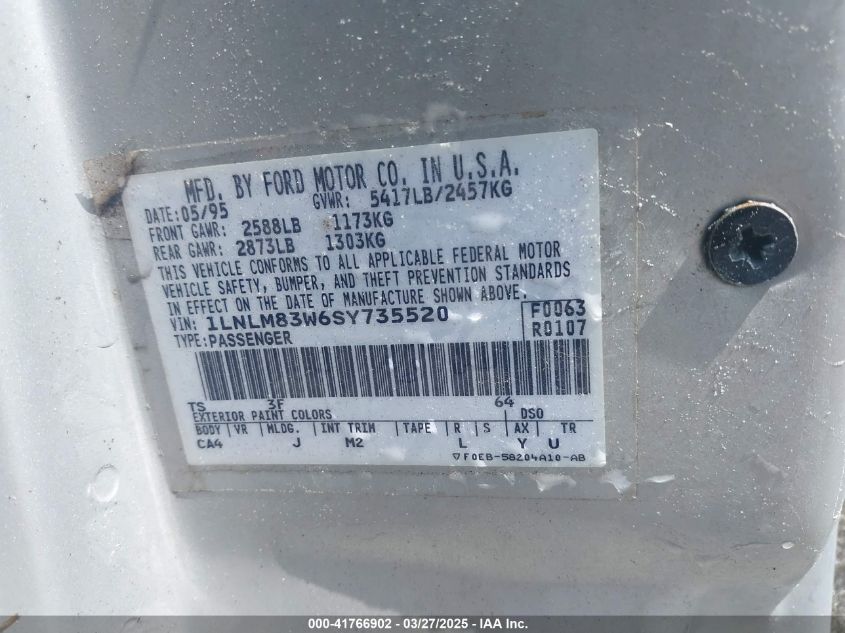 MFD. BY FORD MOTOR CO. IN U.S.A.
DATE: 05/95 GVWR: 5417LB/2457KG
FRONT GAWR: 2588LB 1173KG
REAR GAWR: 2873LB 1303KG
THIS VEHICLE CONFORMS TO ALL APPLICABLE FEDERAL MOTOR
VEHICLE SAFETY, BUMPER, AND THEFT PREVENTION STANDARDS
IN EFFECT ON THE DATE OF MANUFACTURE SHOWN ABOVE.
VIN: 1LNLM83W6SY735520 F0063
TYPE: PASSENGER R0107
TS 3F 64
EXTERIOR PAINT COLORS DSO
BODY VR MLDG. INT TRIM TAPE R S AX TR
CA4 J M2 L Y U
▽F0EB-58204A10-AB
000-41766902 / 03/27/2025 - IAA Inc.